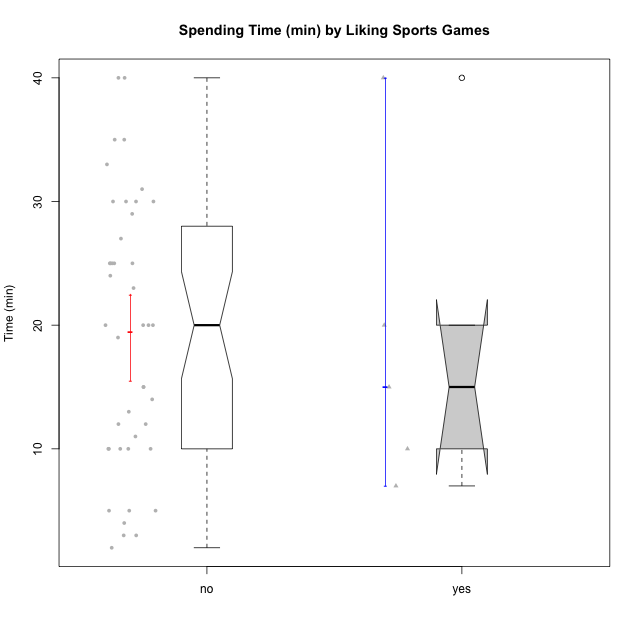 Spending Time (min) by Liking Sports Games
Time (min)
40
30
20
10
no
yes